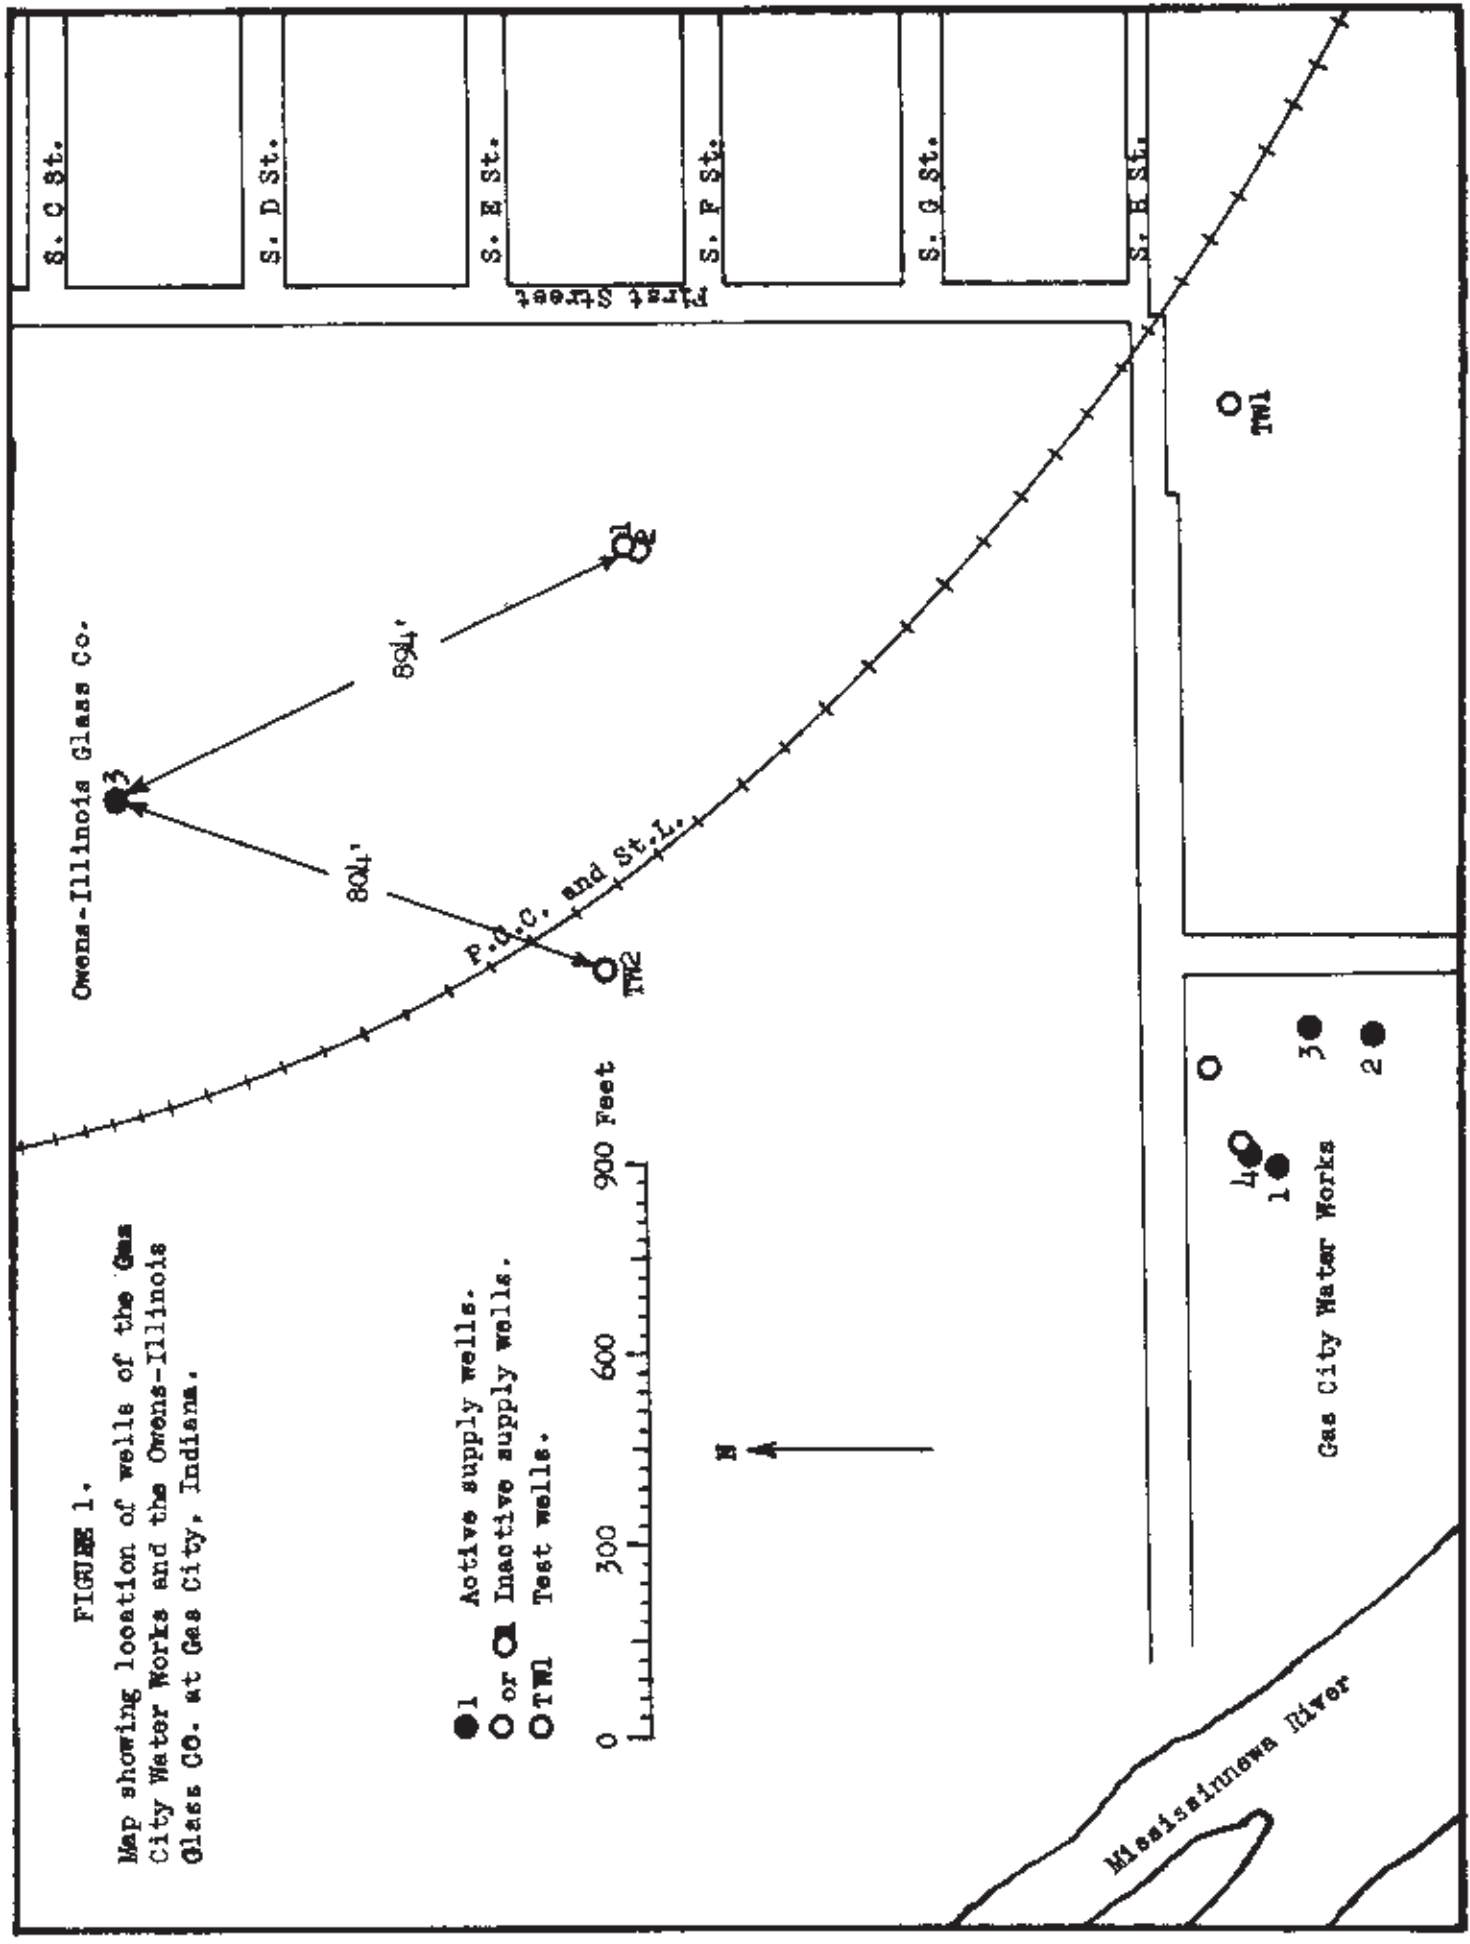 FIGURE 1.
Map showing location of wells of the Gas
City Water Works and the Owens-Illinois
Glass CO. at Gas City, Indiana.
1 Active supply wells.
or 1 Inactive supply wells.
TW1 Test wells.
0 300 600 900 Feet
N
Owens-Illinois Glass Co.
3
804'
894'
1
2
TW2
P.C.C. and St.L.
S. C St.
S. D St.
S. E St.
S. F St.
S. G St.
S. H St.
First Street
TW1
4
1
3
2
Gas City Water Works
Mississinnewa River